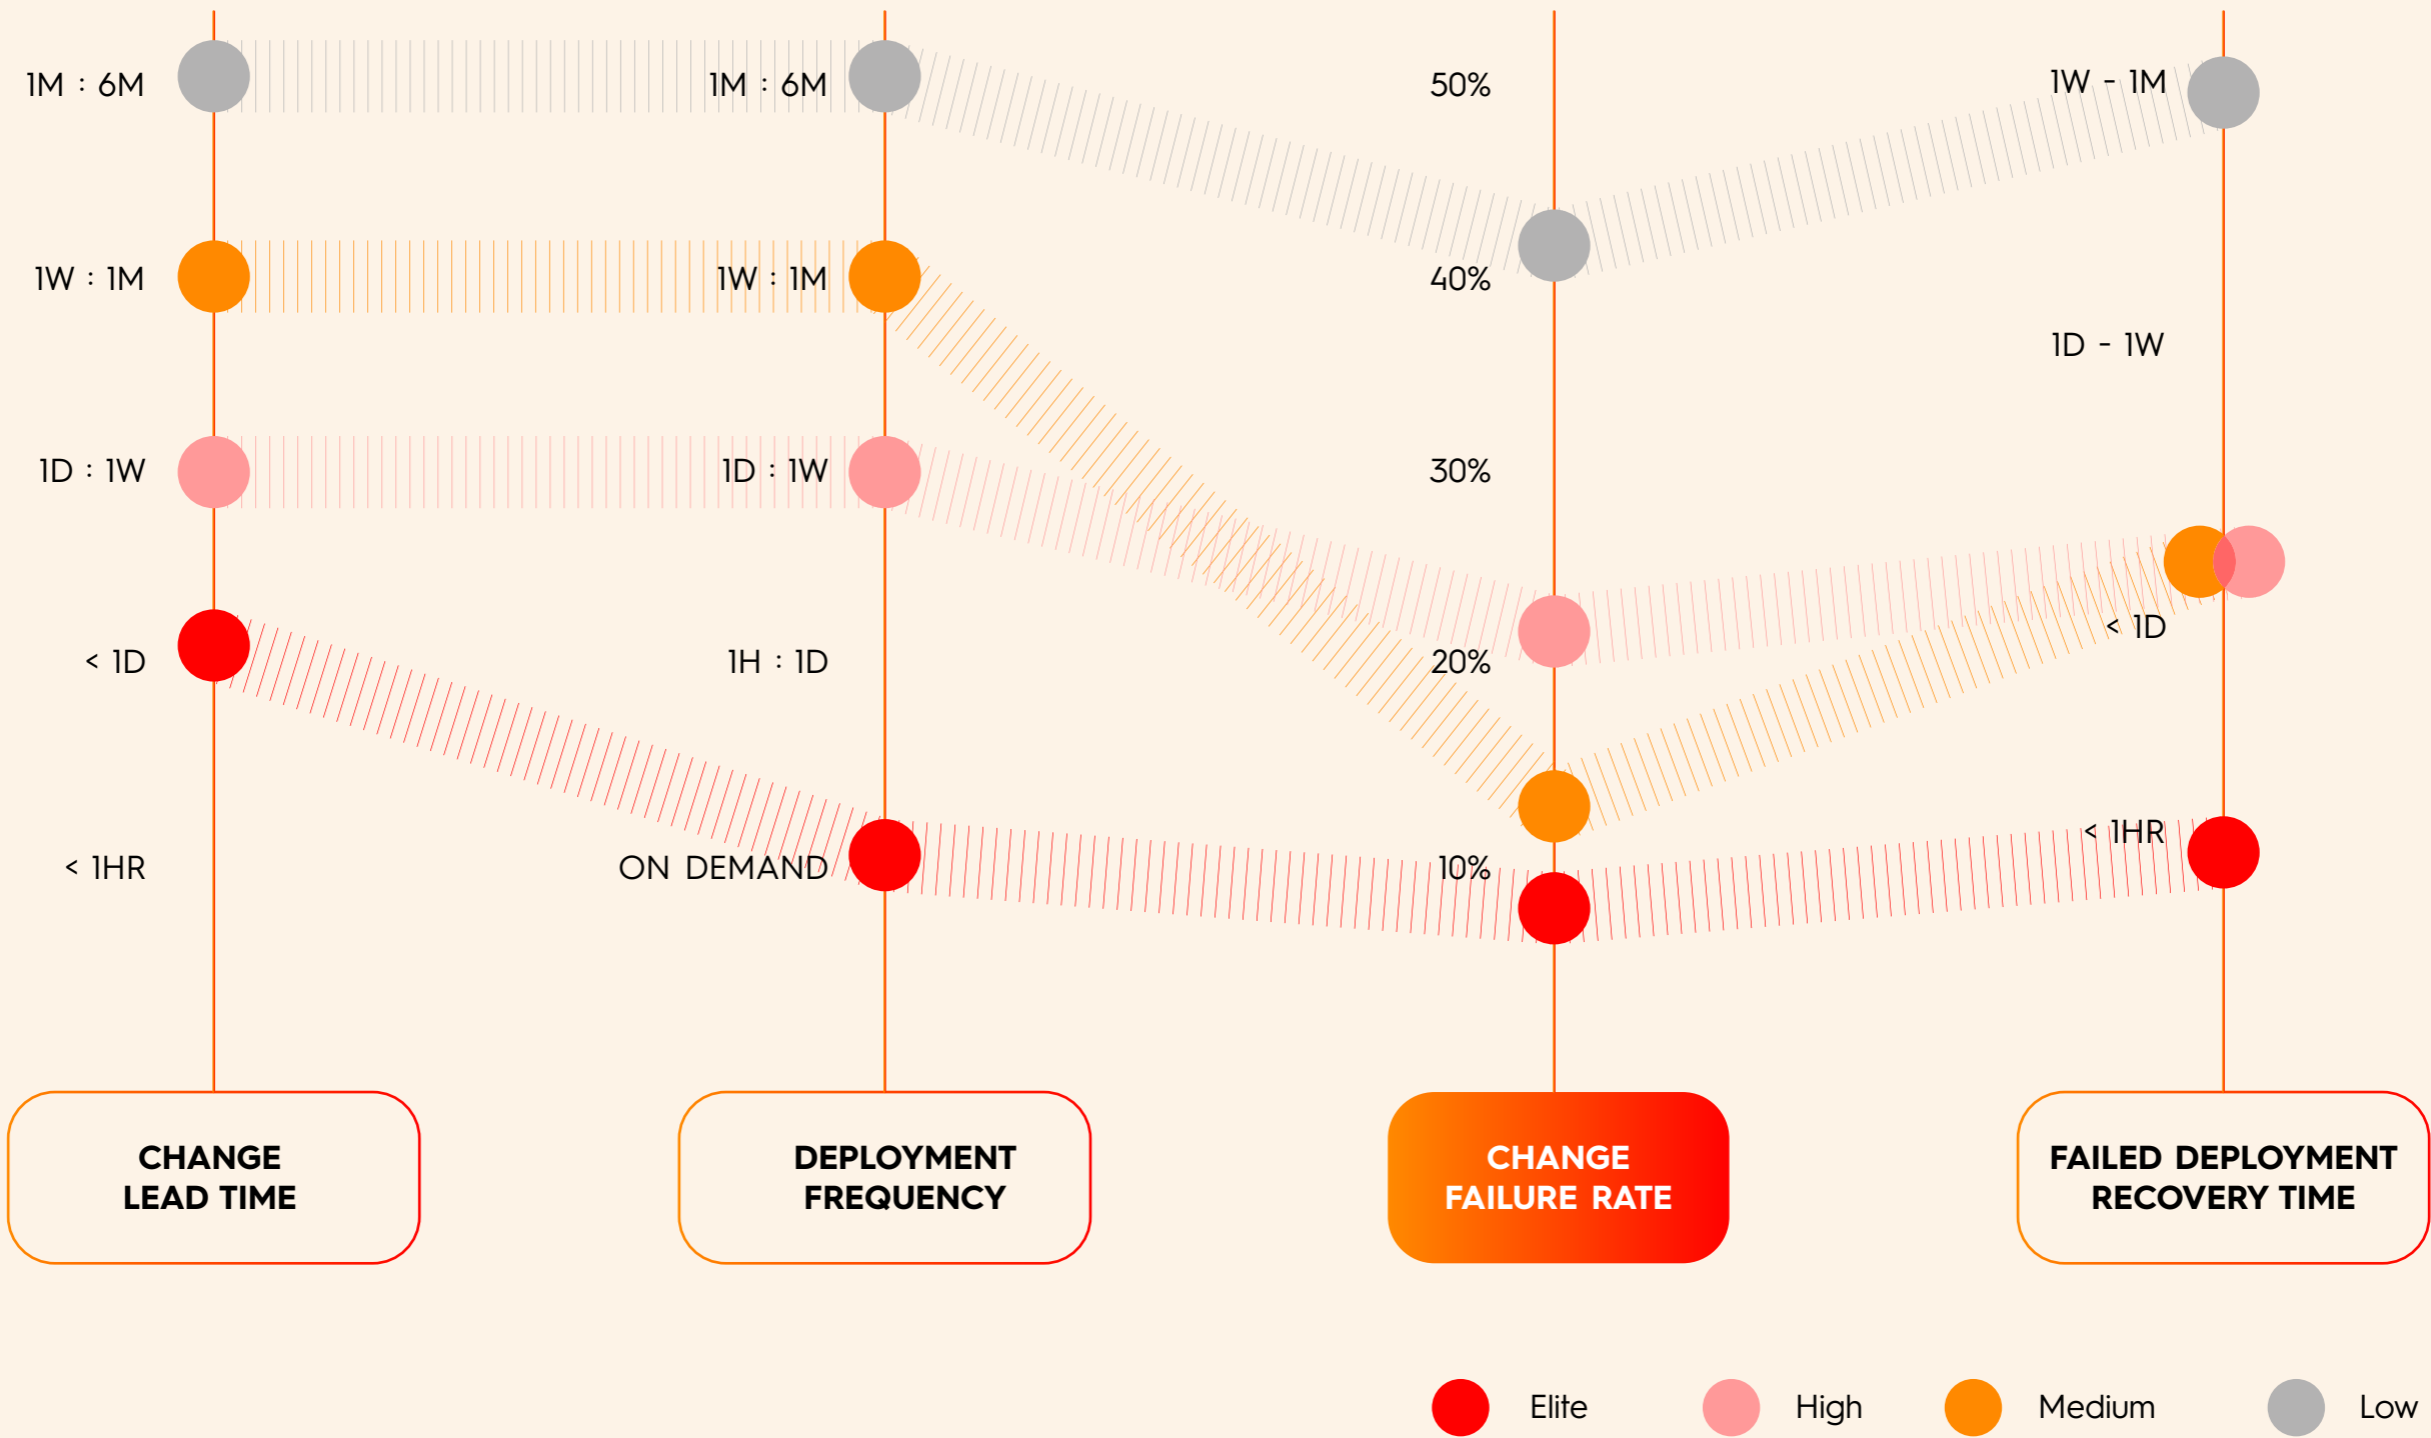 1M : 6M
1W : 1M
1D : 1W
< 1D
< 1HR
1M : 6M
1W : 1M
1D : 1W
1H : 1D
ON DEMAND
50%
40%
30%
20%
10%
1W - 1M
1D - 1W
< 1D
< 1HR
CHANGE
LEAD TIME
DEPLOYMENT
FREQUENCY
CHANGE
FAILURE RATE
FAILED DEPLOYMENT
RECOVERY TIME
Elite
High
Medium
Low